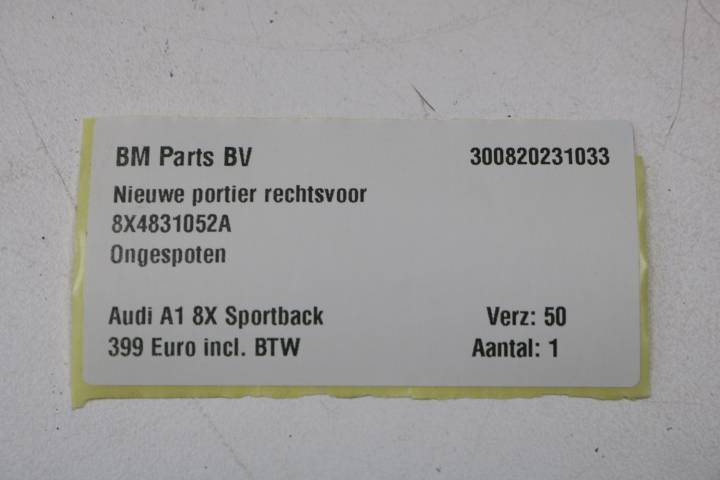 BM Parts BV 300820231033
Nieuwe portier rechtsvoor
8X4831052A
Ongespoten
Audi A1 8X Sportback Verz: 50
399 Euro incl. BTW Aantal: 1